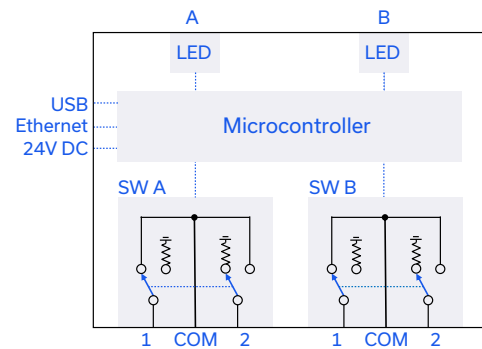 A B
LED LED
USB
Ethernet
24V DC
Microcontroller
SW A SW B
1 COM 2 1 COM 2